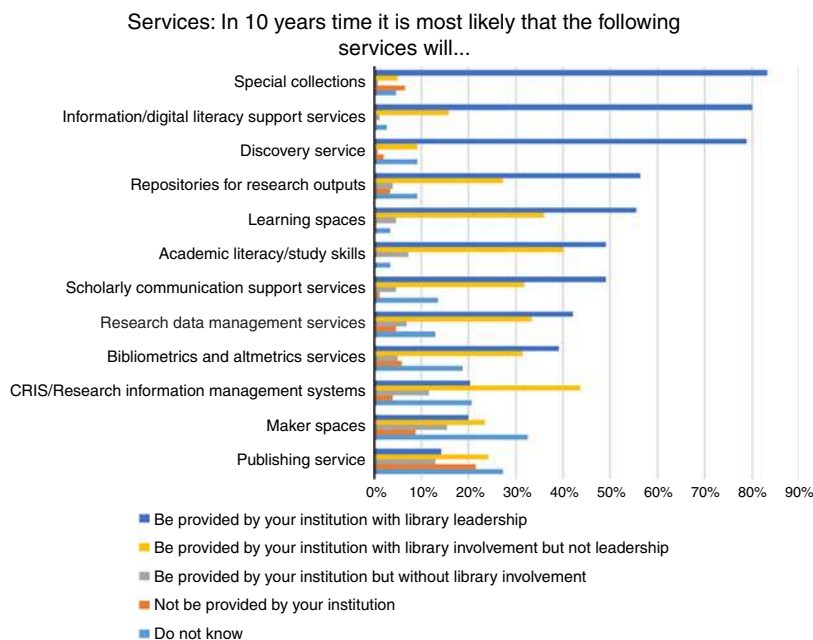 Services: In 10 years time it is most likely that the following
services will...
Special collections
Information/digital literacy support services
Discovery service
Repositories for research outputs
Learning spaces
Academic literacy/study skills
Scholarly communication support services
Research data management services
Bibliometrics and altmetrics services
CRIS/Research information management systems
Maker spaces
Publishing service
0% 10% 20% 30% 40% 50% 60% 70% 80% 90%
Be provided by your institution with library leadership
Be provided by your institution with library involvement but not leadership
Be provided by your institution but without library involvement
Not be provided by your institution
Do not know